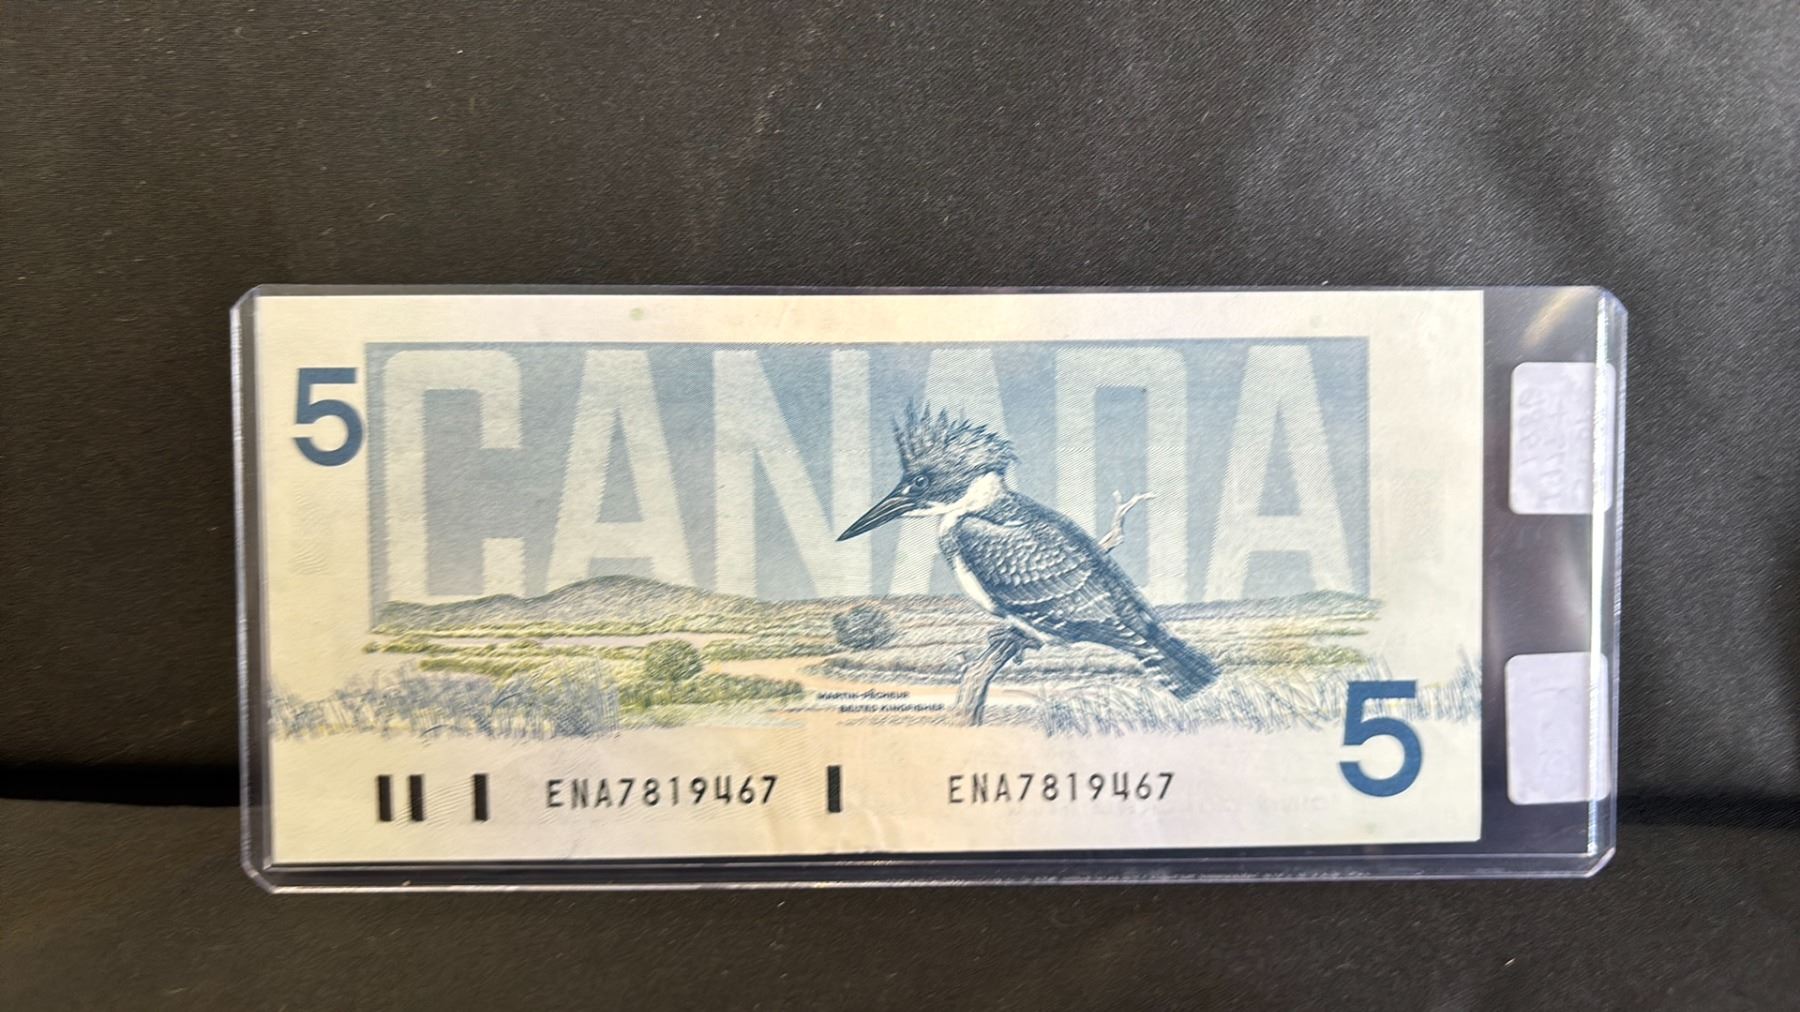 5
CANADA
MARTIN-PÊCHEUR
BELTED KINGFISHER
5
ENA7819467
ENA7819467